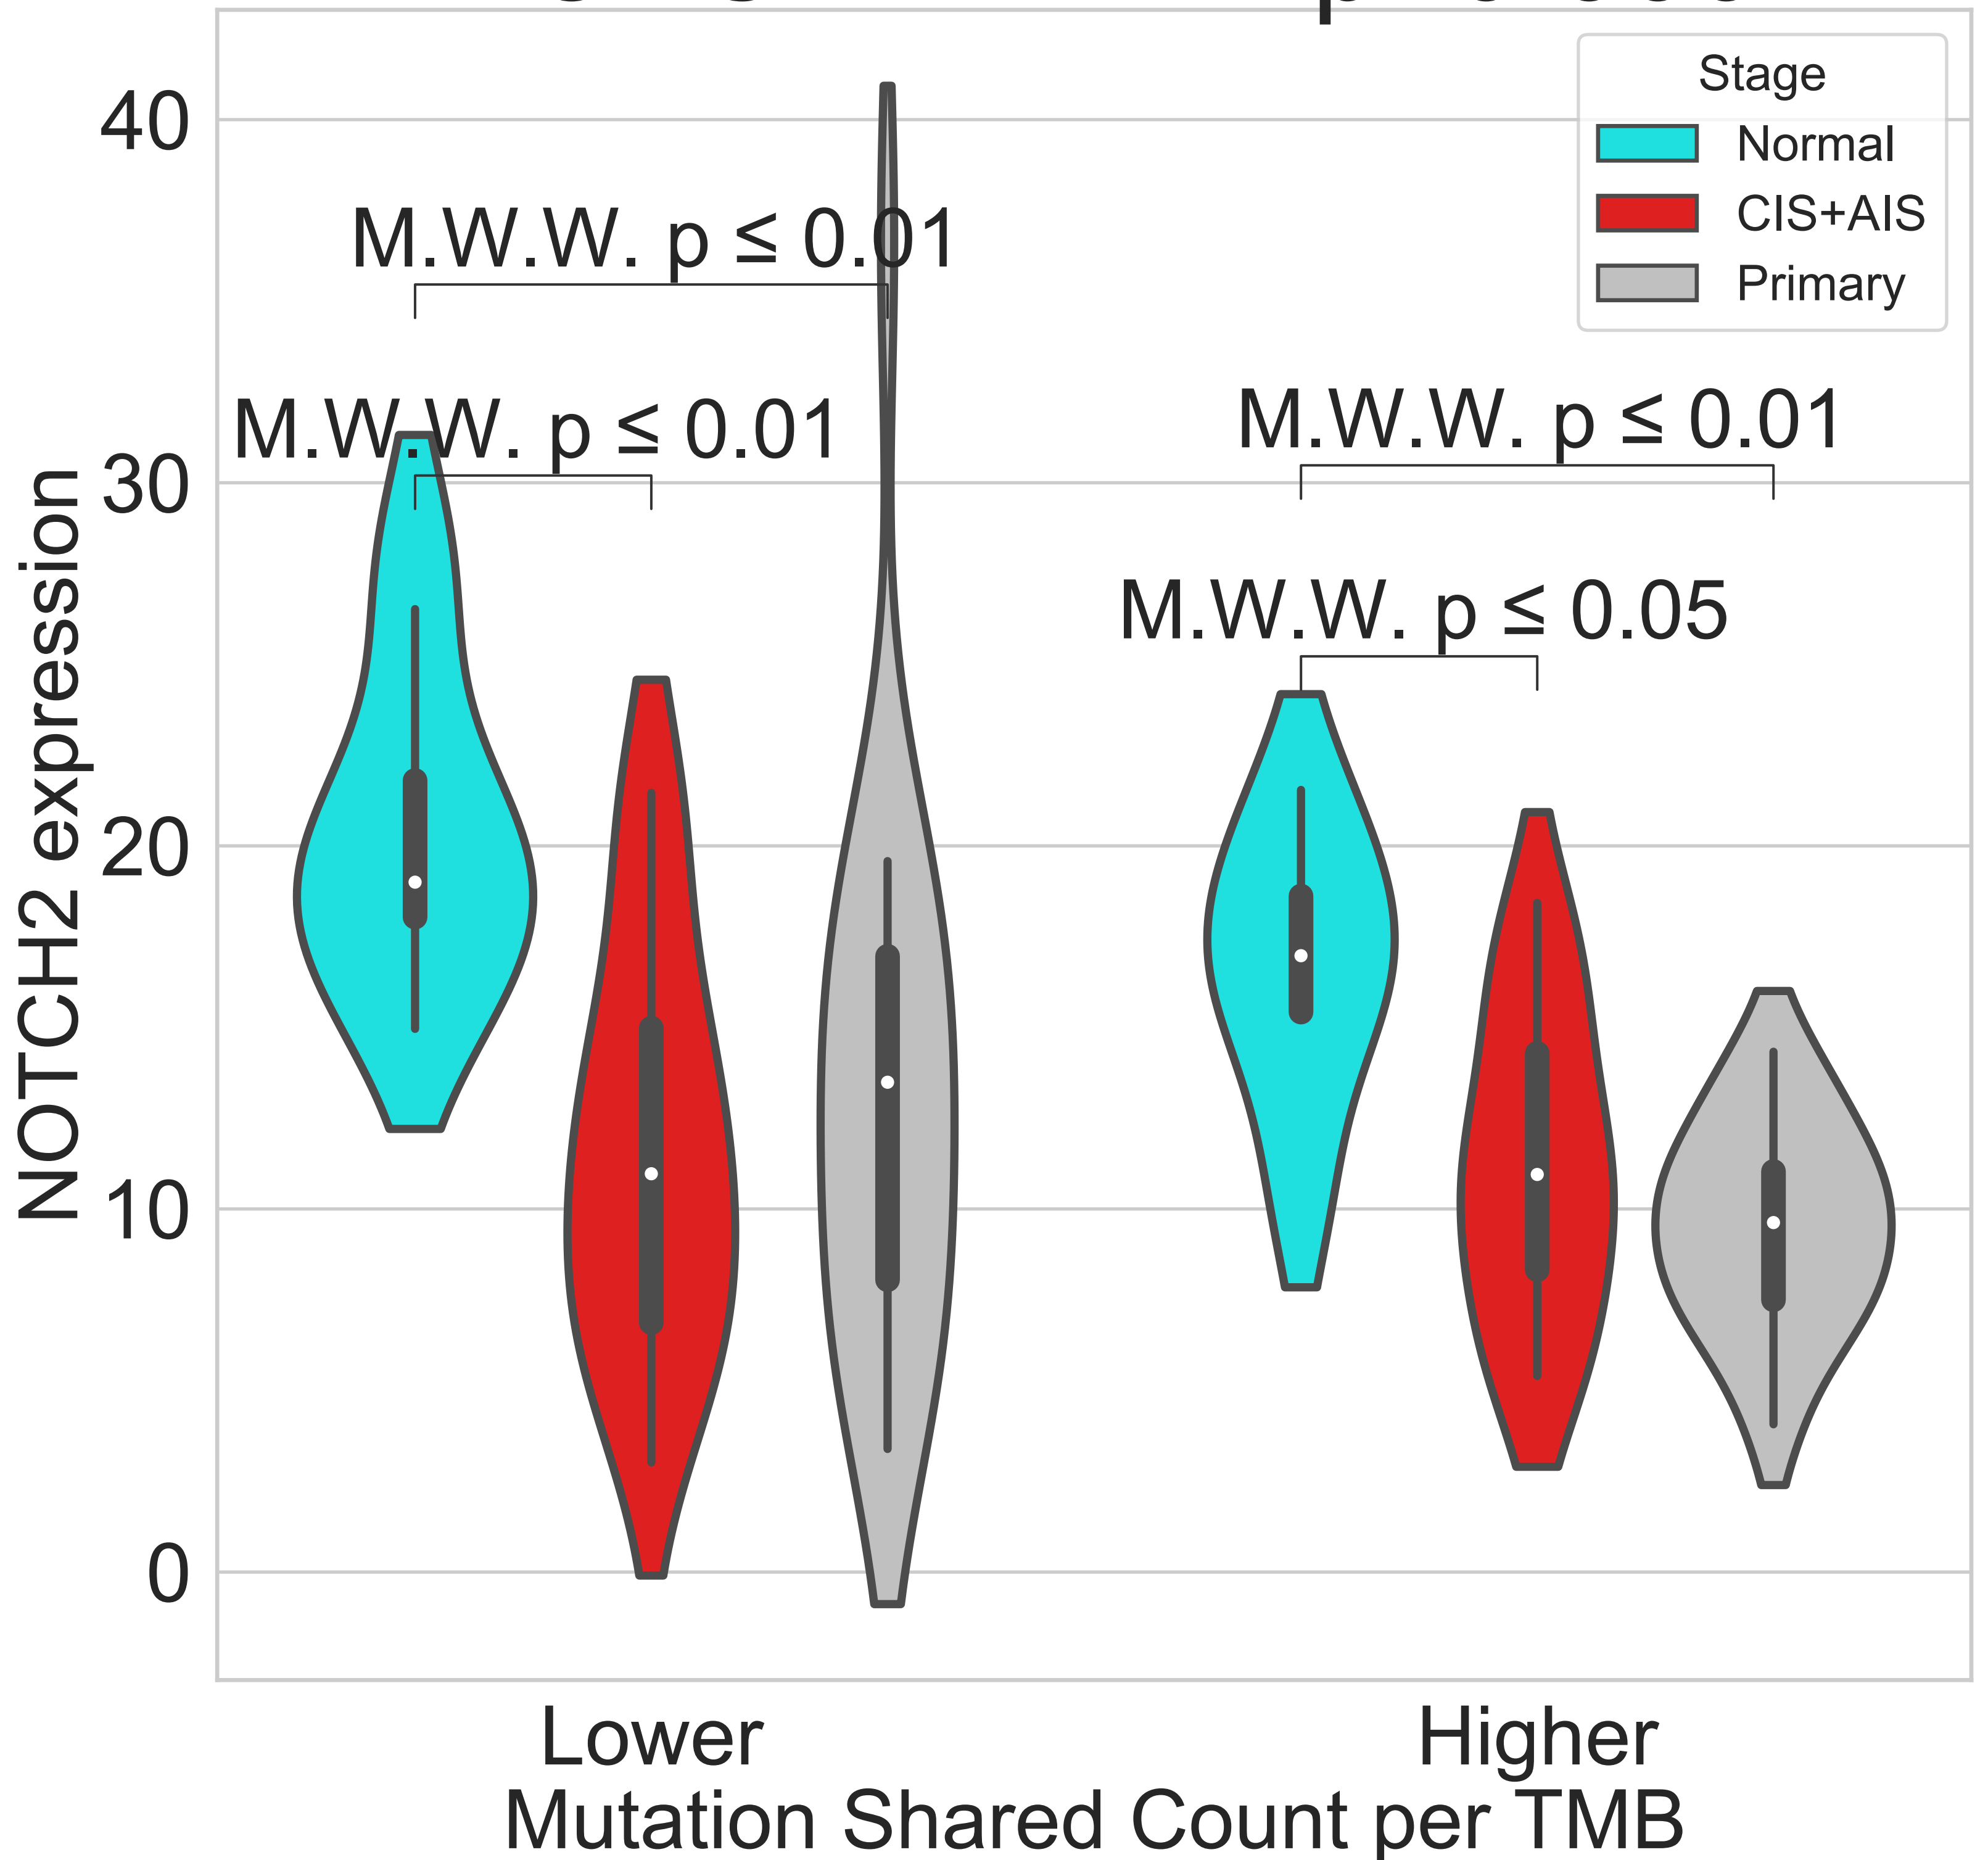 Stage
Normal
CIS+AIS
Primary
40
30
20
10
0
NOTCH2 expression
M.W.W. p ≤ 0.01
M.W.W. p ≤ 0.01
M.W.W. p ≤ 0.01
M.W.W. p ≤ 0.05
Lower
Higher
Mutation Shared Count per TMB